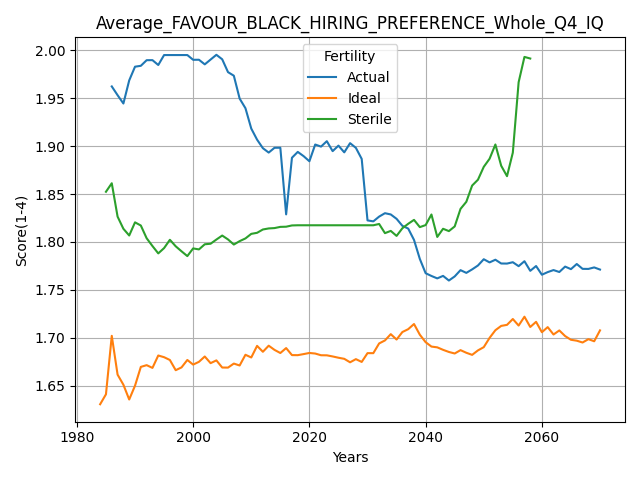 Average_FAVOUR_BLACK_HIRING_PREFERENCE_Whole_Q4_IQ
Fertility
Actual
Ideal
Sterile
Score(1-4)
2.00
1.95
1.90
1.85
1.80
1.75
1.70
1.65
1980
2000
2020
2040
2060
Years